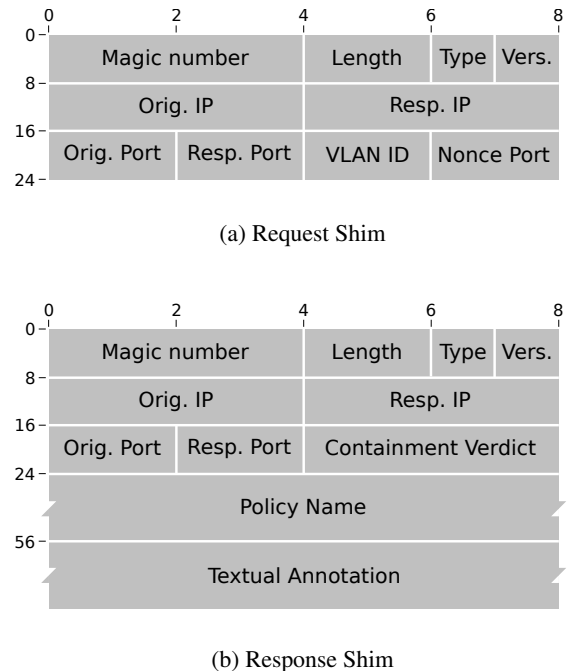 0 2 4 6 8
0 Magic number Length Type Vers.
8 Orig. IP Resp. IP
16 Orig. Port Resp. Port VLAN ID Nonce Port
24
(a) Request Shim
0 2 4 6 8
0 Magic number Length Type Vers.
8 Orig. IP Resp. IP
16 Orig. Port Resp. Port Containment Verdict
24
Policy Name
56
Textual Annotation
(b) Response Shim